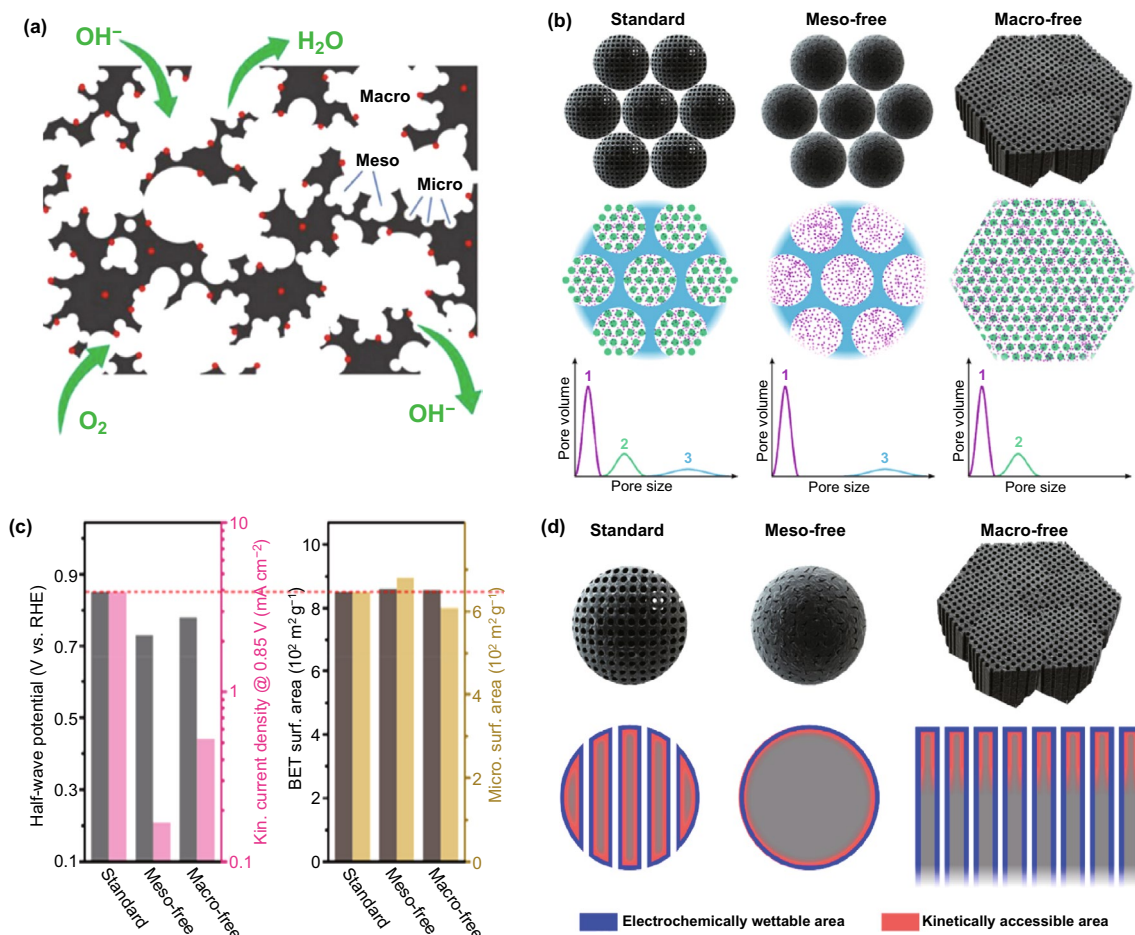 (a)
OH⁻
H₂O
Macro
Meso
Micro
O₂
OH⁻
(b)
Standard
Meso-free
Macro-free
Pore volume
1
2
3
Pore size
Pore volume
1
3
Pore size
Pore volume
1
2
Pore size
(c)
Half-wave potential (V vs. RHE)
0.9
0.7
0.5
0.3
0.1
10
1
0.1
Kin. current density @ 0.85 V (mA cm⁻²)
Standard
Meso-free
Macro-free
BET surf. area (10² m² g⁻¹)
10
8
6
4
2
0
6
4
2
0
Micro. surf. area (10² m² g⁻¹)
Standard
Meso-free
Macro-free
(d)
Standard
Meso-free
Macro-free
Electrochemically wettable area
Kinetically accessible area